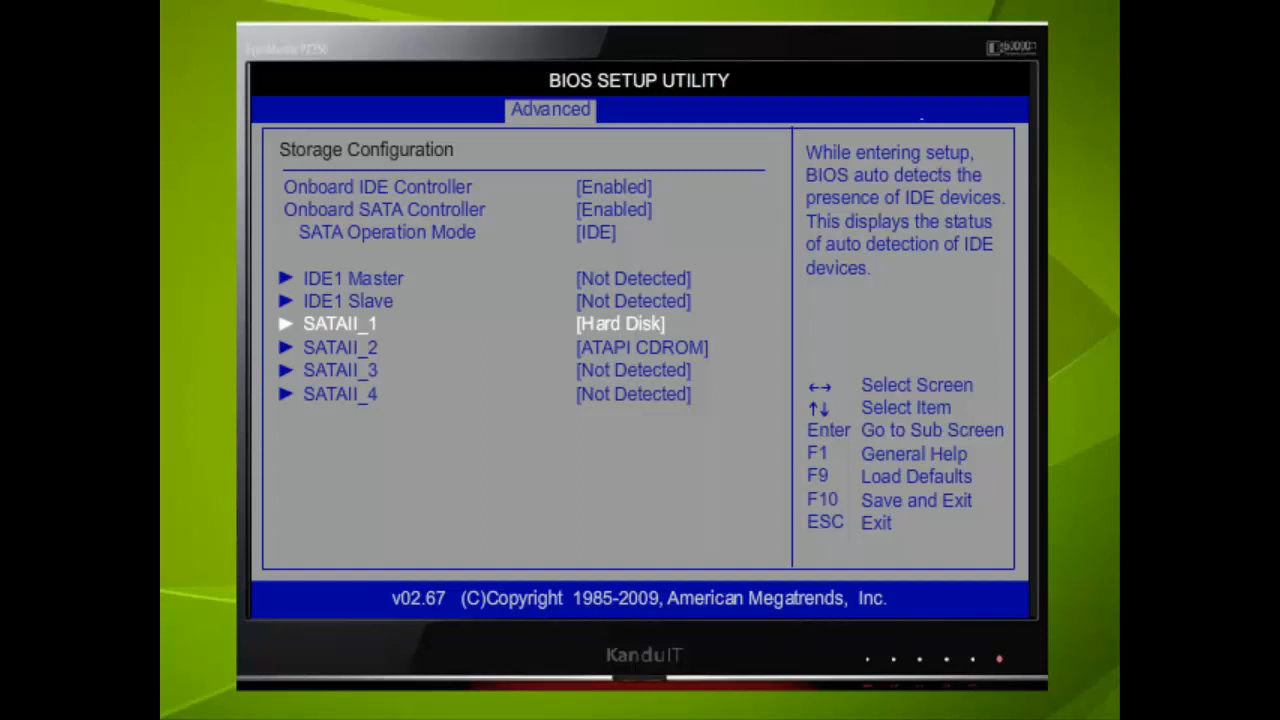 BIOS SETUP UTILITY
Advanced
Storage Configuration
Onboard IDE Controller [Enabled]
Onboard SATA Controller [Enabled]
SATA Operation Mode [IDE]
IDE1 Master [Not Detected]
IDE1 Slave [Not Detected]
SATAII_1 [Hard Disk]
SATAII_2 [ATAPI CDROM]
SATAII_3 [Not Detected]
SATAII_4 [Not Detected]
While entering setup,
BIOS auto detects the
presence of IDE devices.
This displays the status
of auto detection of IDE
devices.
←→ Select Screen
↑↓ Select Item
Enter Go to Sub Screen
F1 General Help
F9 Load Defaults
F10 Save and Exit
ESC Exit
v02.67 (C)Copyright 1985-2009, American Megatrends, Inc.
KanduIT